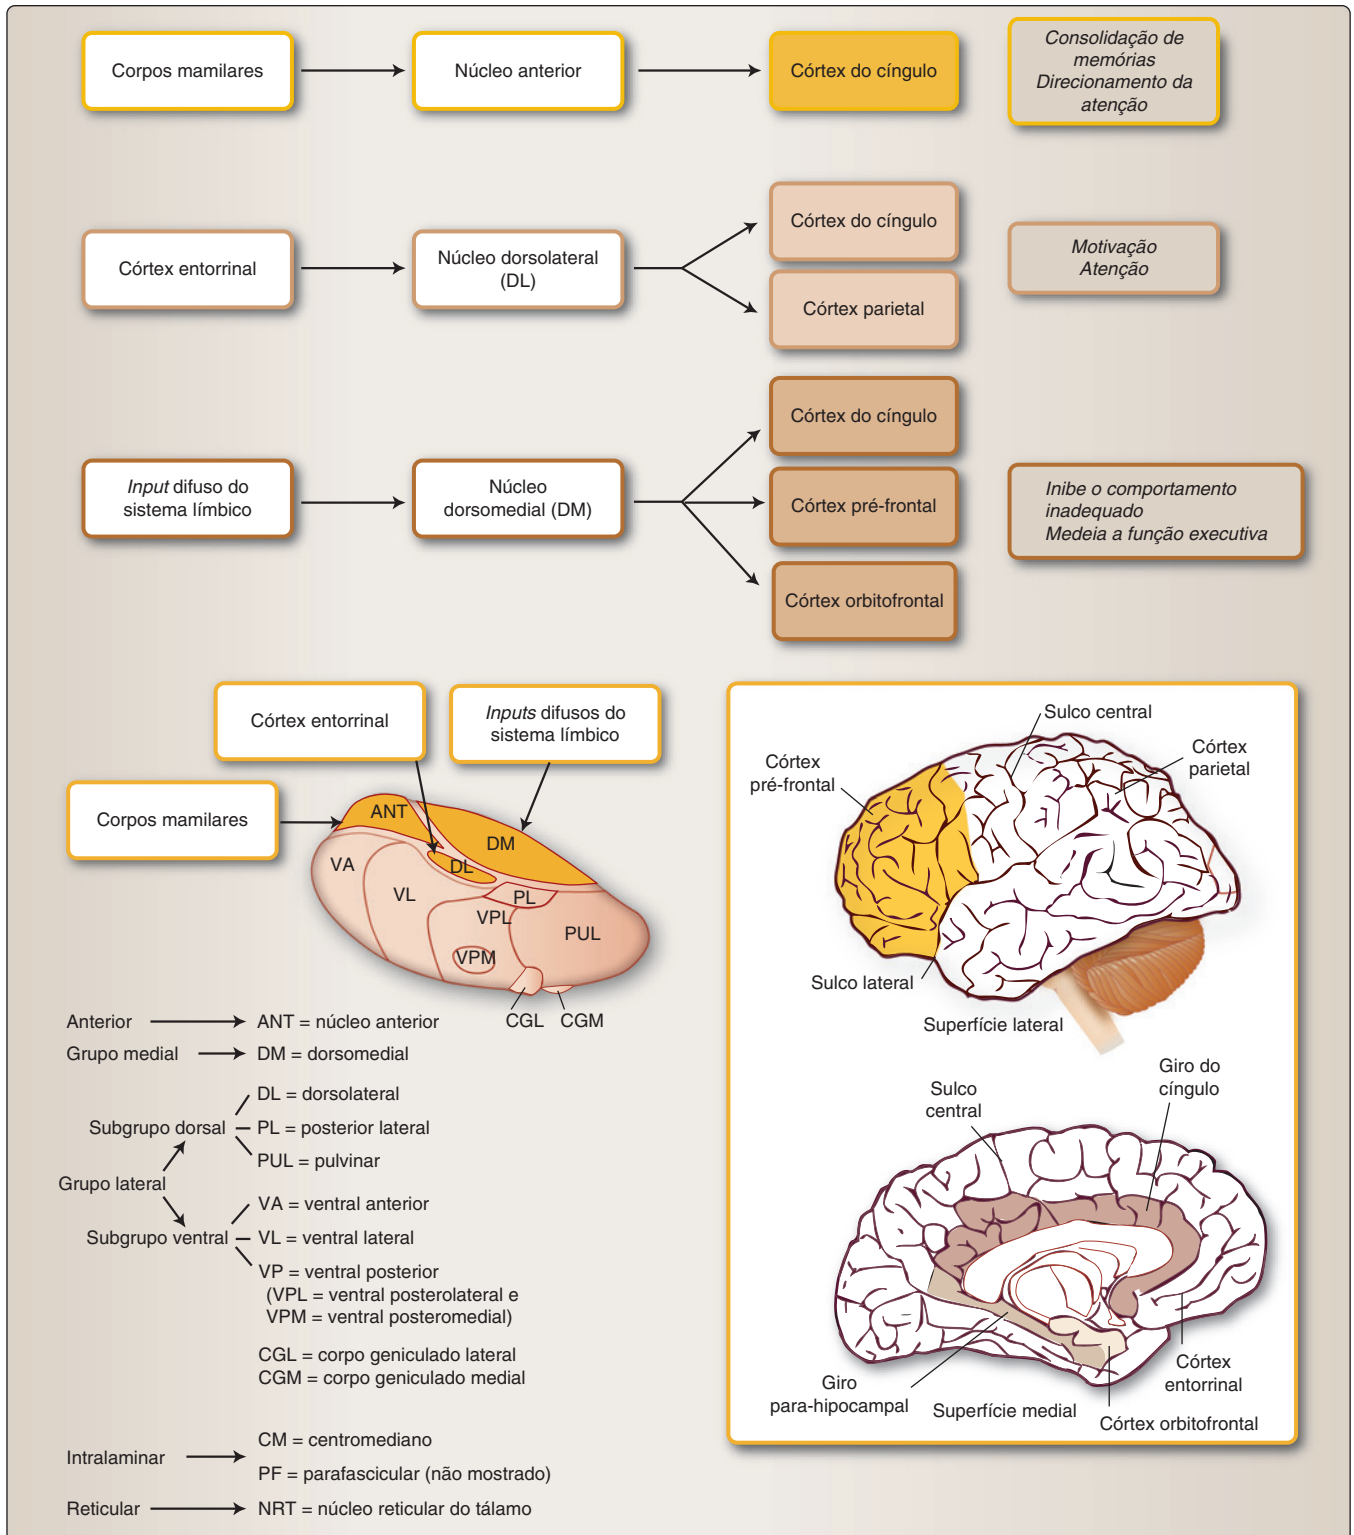 Corpos mamilares
Núcleo anterior
Córtex do cíngulo
Consolidação de
memórias
Direcionamento da
atenção
Córtex entorrinal
Núcleo dorsolateral
(DL)
Córtex do cíngulo
Córtex parietal
Motivação
Atenção
Input difuso do
sistema límbico
Núcleo
dorsomedial (DM)
Córtex do cíngulo
Córtex pré-frontal
Córtex orbitofrontal
Inibe o comportamento
inadequado
Medeia a função executiva
Córtex entorrinal
Inputs difusos do
sistema límbico
Corpos mamilares
ANT
DM
DL
VA
VL
PL
VPL
VPM
PUL
CGL
CGM
Anterior
ANT = núcleo anterior
Grupo medial
DM = dorsomedial
Grupo lateral
Subgrupo dorsal
DL = dorsolateral
PL = posterior lateral
PUL = pulvinar
Subgrupo ventral
VA = ventral anterior
VL = ventral lateral
VP = ventral posterior
(VPL = ventral posterolateral e
VPM = ventral posteromedial)
CGL = corpo geniculado lateral
CGM = corpo geniculado medial
Intralaminar
CM = centromediano
PF = parafascicular (não mostrado)
Reticular
NRT = núcleo reticular do tálamo
Sulco central
Córtex
pré-frontal
Córtex
parietal
Sulco lateral
Superfície lateral
Sulco
central
Giro do
cíngulo
Giro
para-hipocampal
Superfície medial
Córtex
entorrinal
Córtex orbitofrontal